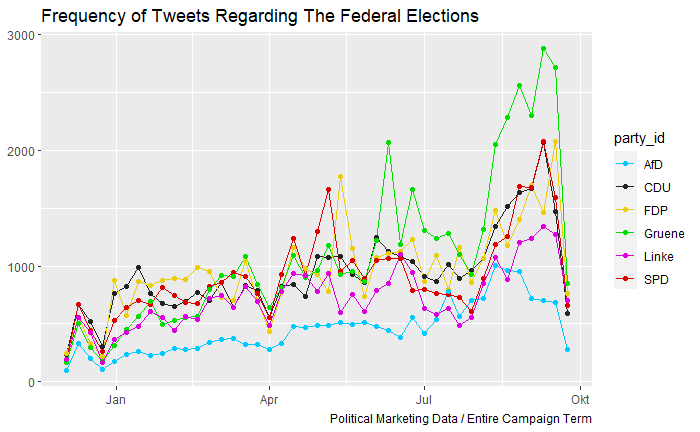 Frequency of Tweets Regarding The Federal Elections
3000
2000
1000
0
Jan
Apr
Jul
Okt
Political Marketing Data / Entire Campaign Term
party_id
AfD
CDU
FDP
Gruene
Linke
SPD